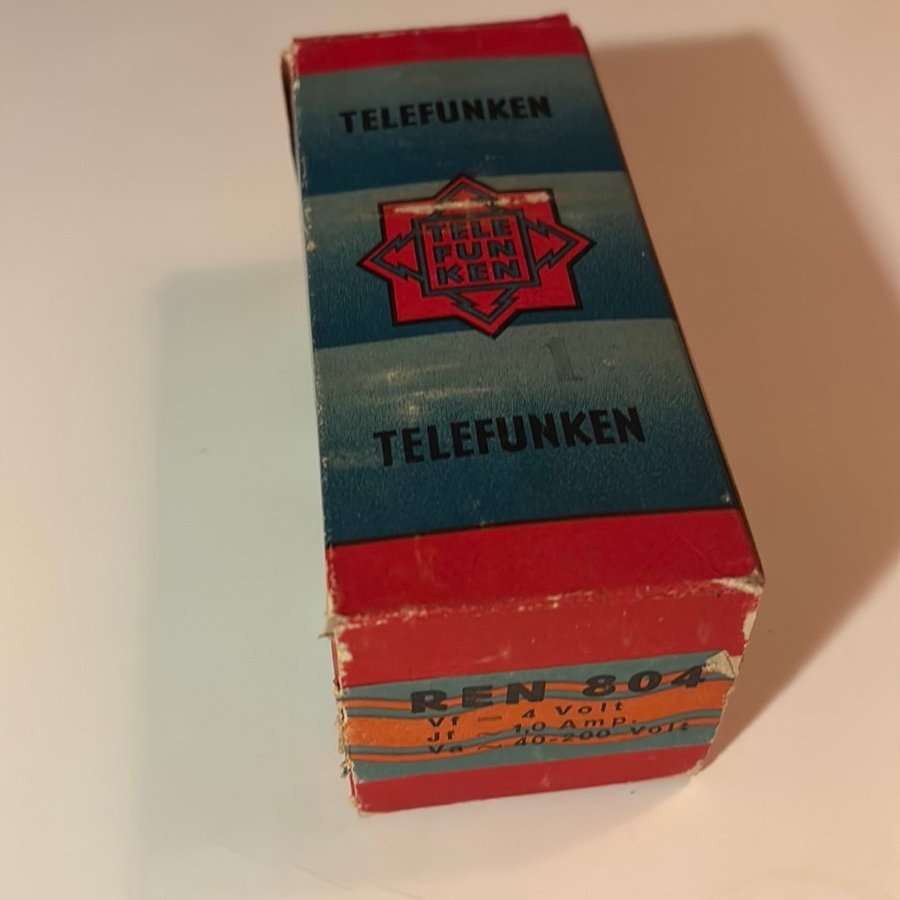 TELEFUNKEN
TELE
FUN
KEN
1
TELEFUNKEN
REN 804
Vf = 4 Volt
Jf ~ 1,0 Amp.
Va ~ 40-200 Volt